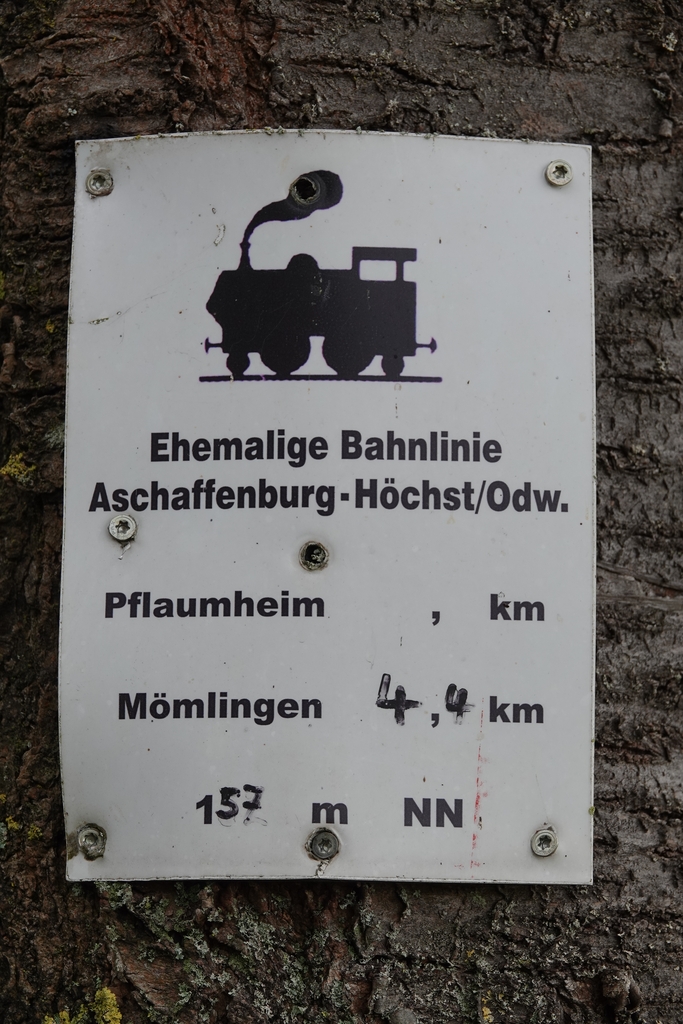 Ehemalige Bahnlinie
Aschaffenburg-Höchst/Odw.
Pflaumheim , km
Mömlingen 4,4 km
157 m NN